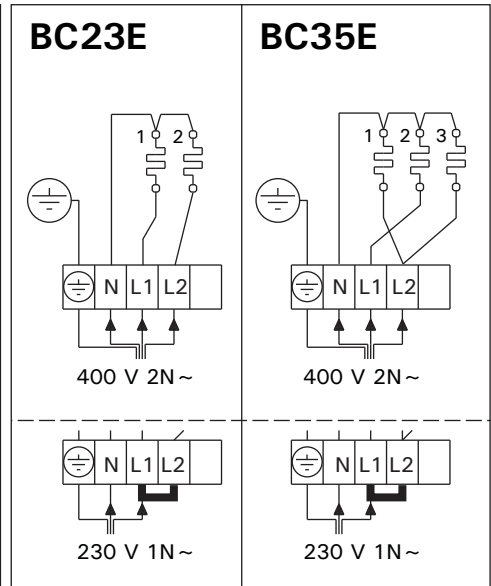 BC23E
1 2
N L1 L2
400 V 2N~
N L1 L2
230 V 1N~
BC35E
1 2 3
N L1 L2
400 V 2N~
N L1 L2
230 V 1N~